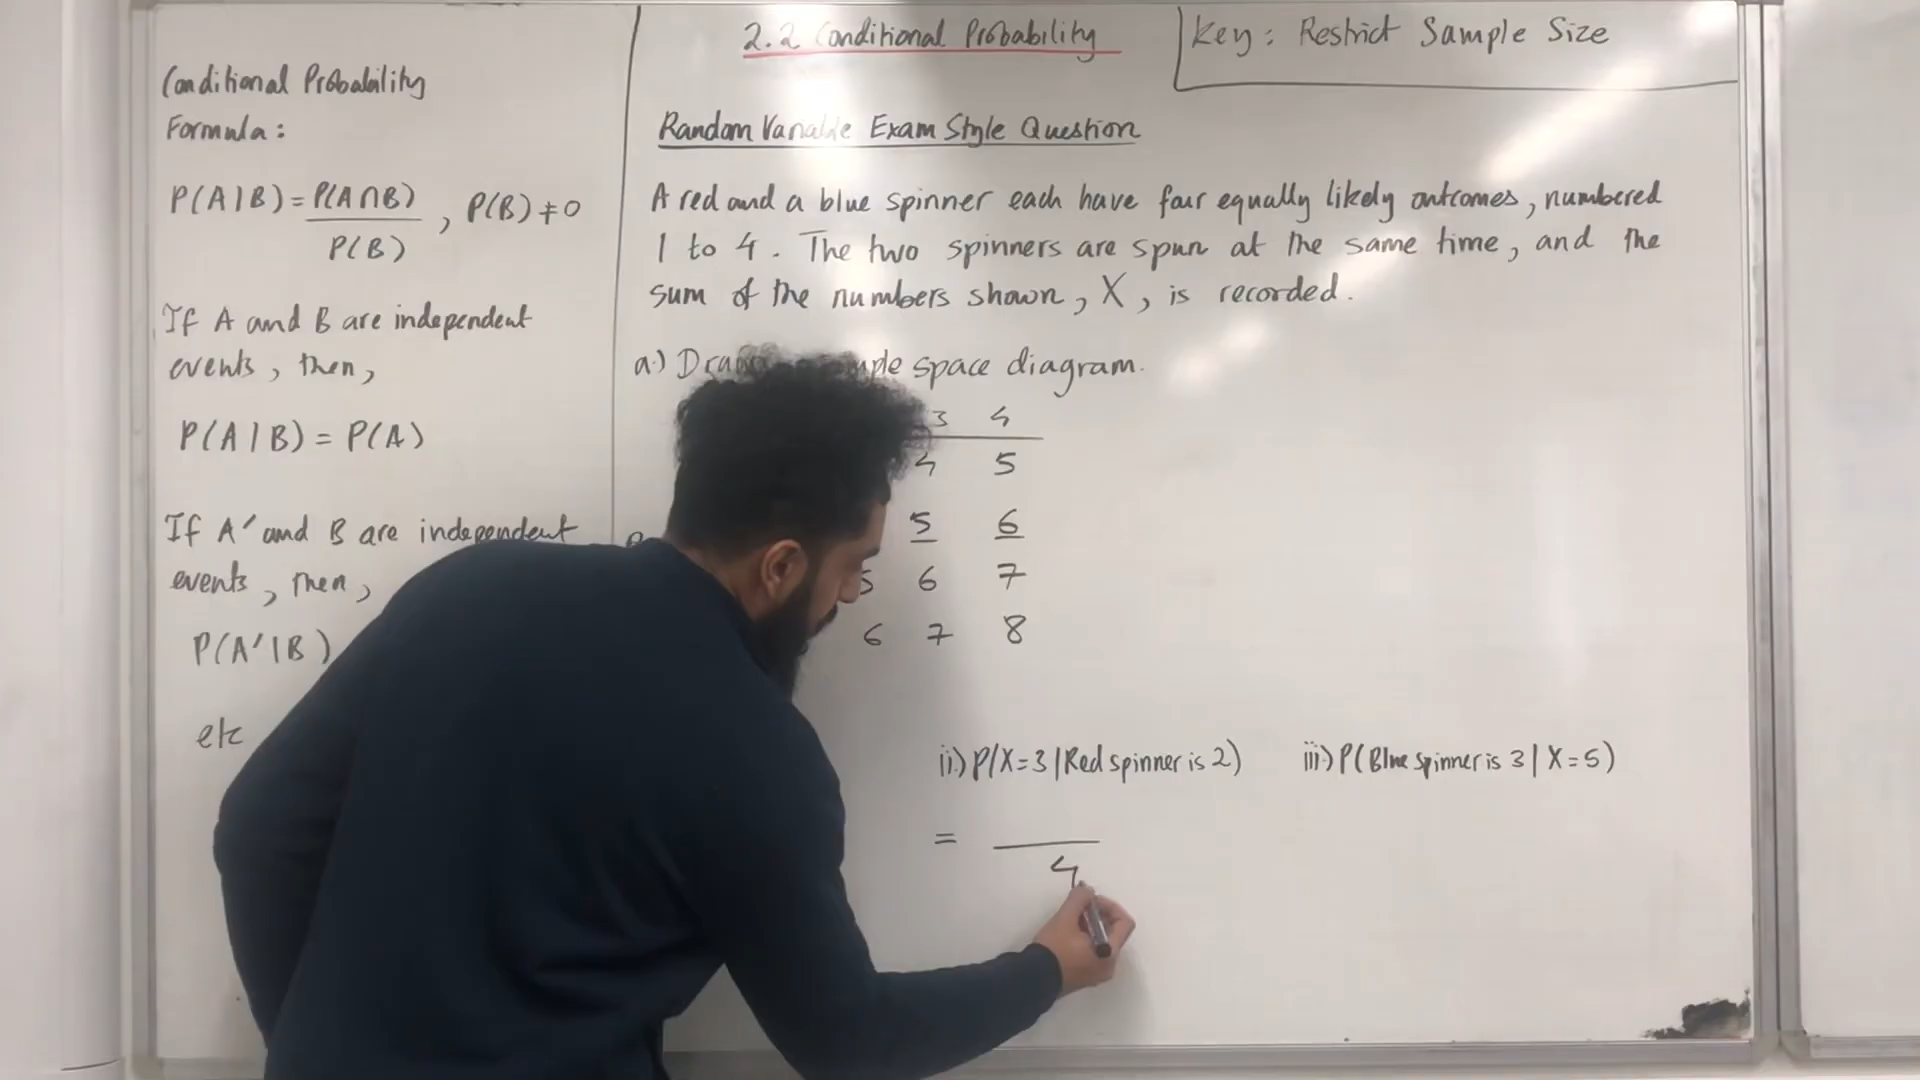 2.2 Conditional Probability
Key: Restrict Sample Size
Conditional Probability
Formula:
P(A|B) = P(A∩B) / P(B), P(B) ≠ 0
If A and B are independent
events, then,
P(A|B) = P(A)
If A' and B are independent
events, then,
P(A'|B)
etc
Random Variable Exam Style Question
A red and a blue spinner each have four equally likely outcomes, numbered
1 to 4. The two spinners are spun at the same time, and the
sum of the numbers shown, X, is recorded.
a.) space diagram.
3 4
4 5
5 6
5 6 7
6 7 8
ii.) P(X=3|Red spinner is 2)
=
4
iii.) P(Blue spinner is 3|X=5)